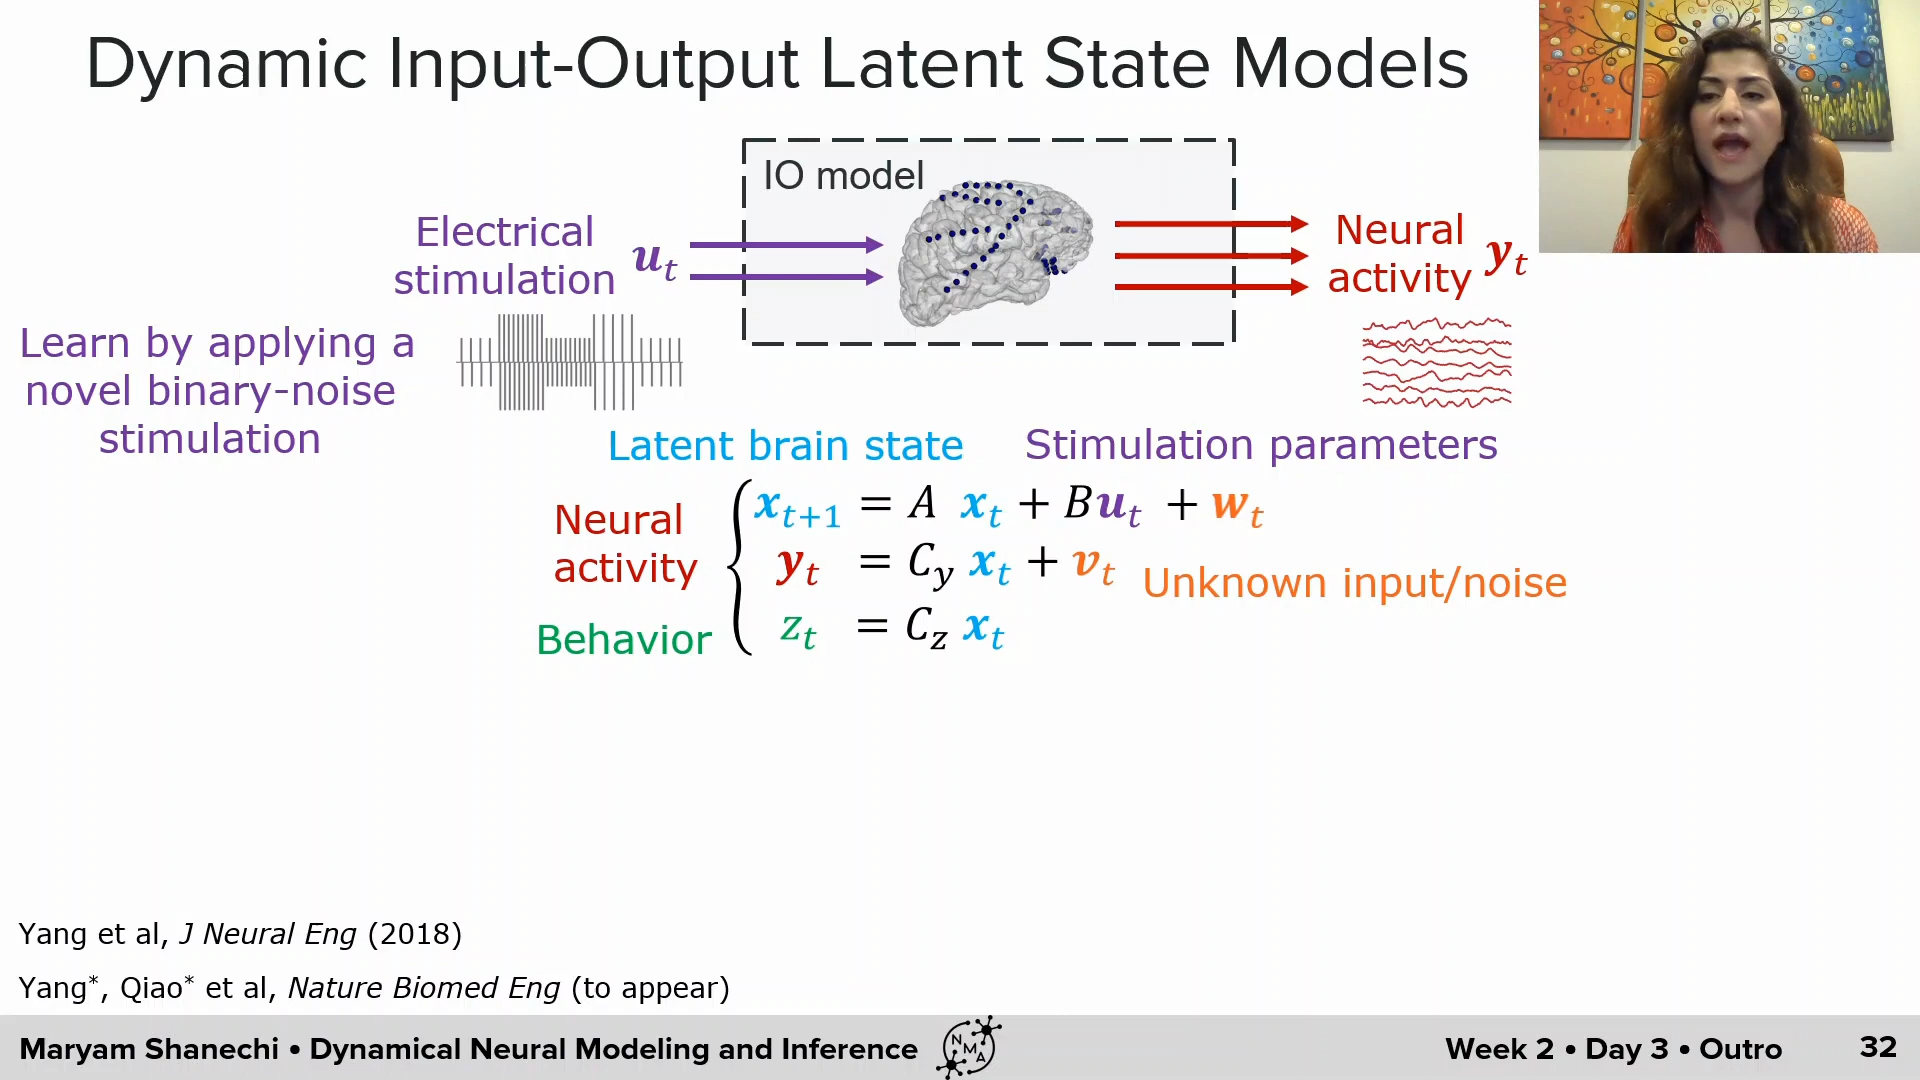 Dynamic Input-Output Latent State Models
IO model
Electrical
stimulation
u_t
Neural
activity
y_t
Learn by applying a
novel binary-noise
stimulation
Latent brain state
Stimulation parameters
Neural
activity
x_{t+1} = A x_t + Bu_t + w_t
y_t = C_y x_t + v_t
Unknown input/noise
Behavior
z_t = C_z x_t
Yang et al, J Neural Eng (2018)
Yang*, Qiao* et al, Nature Biomed Eng (to appear)
Maryam Shanechi • Dynamical Neural Modeling and Inference
NMA
Week 2 • Day 3 • Outro
32